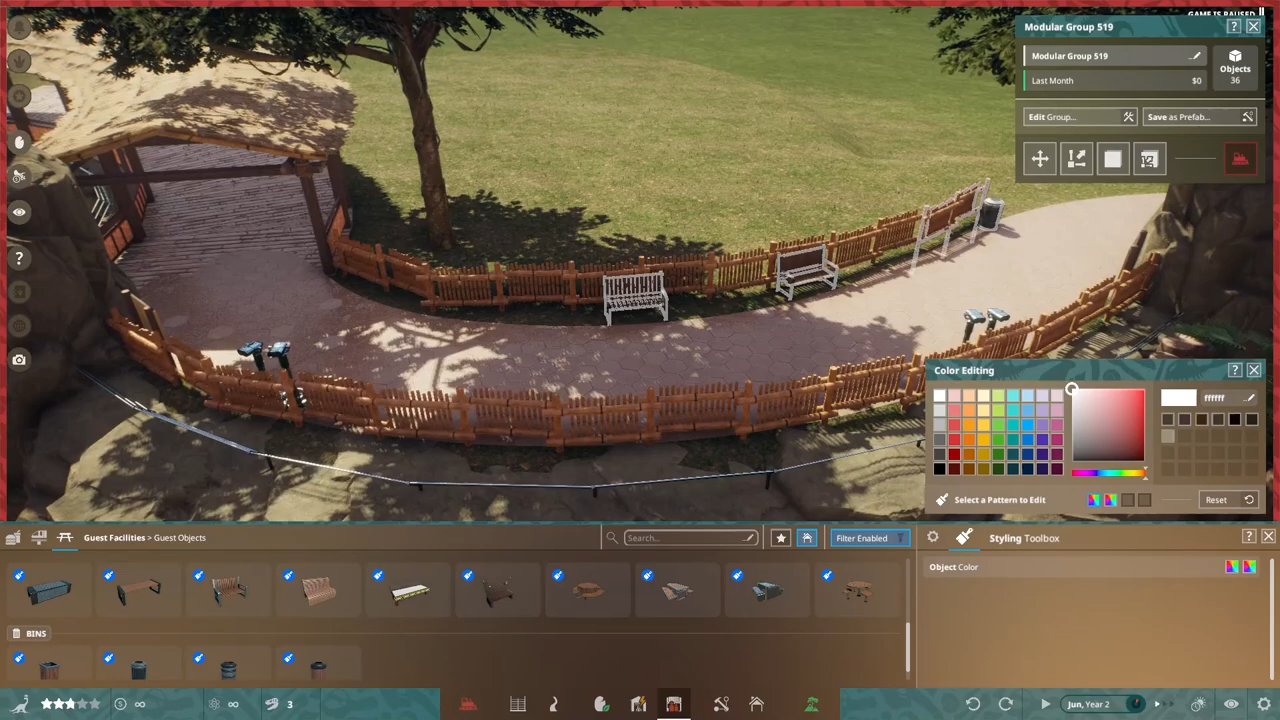 GAME IS PAUSED
Modular Group 519
?
Modular Group 519
Objects
36
Last Month $0
Edit Group...
Save as Prefab...
12
?
Color Editing
?
ffffff
Select a Pattern to Edit
Reset
Guest Facilities > Guest Objects
Search...
Filter Enabled
Styling Toolbox
?
Object Color
BINS
$ ∞
∞
3
Jun, Year 2